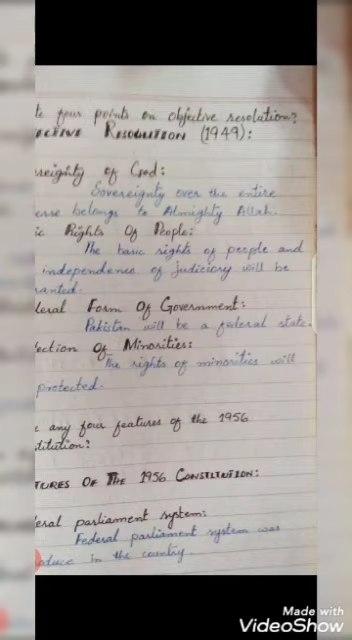 te four points on objective resolution?
ECTIVE RESOLUTION (1949):
reighty of God:
Sovereignty over the entire
erse belongs to Almighty Allah.
ic Rights Of People:
The basic rights of people and
independence of judiciory will be
ranted.
deral Form Of Government:
Pakistan will be a federal state.
tection Of Minorities:
The rights of minorities will
protected.
e any four features of the 1956
stitution?
TURES OF THE 1956 CONSTITUTION:
deral parliament system:
Federal parliament system was
oduce in the country
Made with
VideoShow